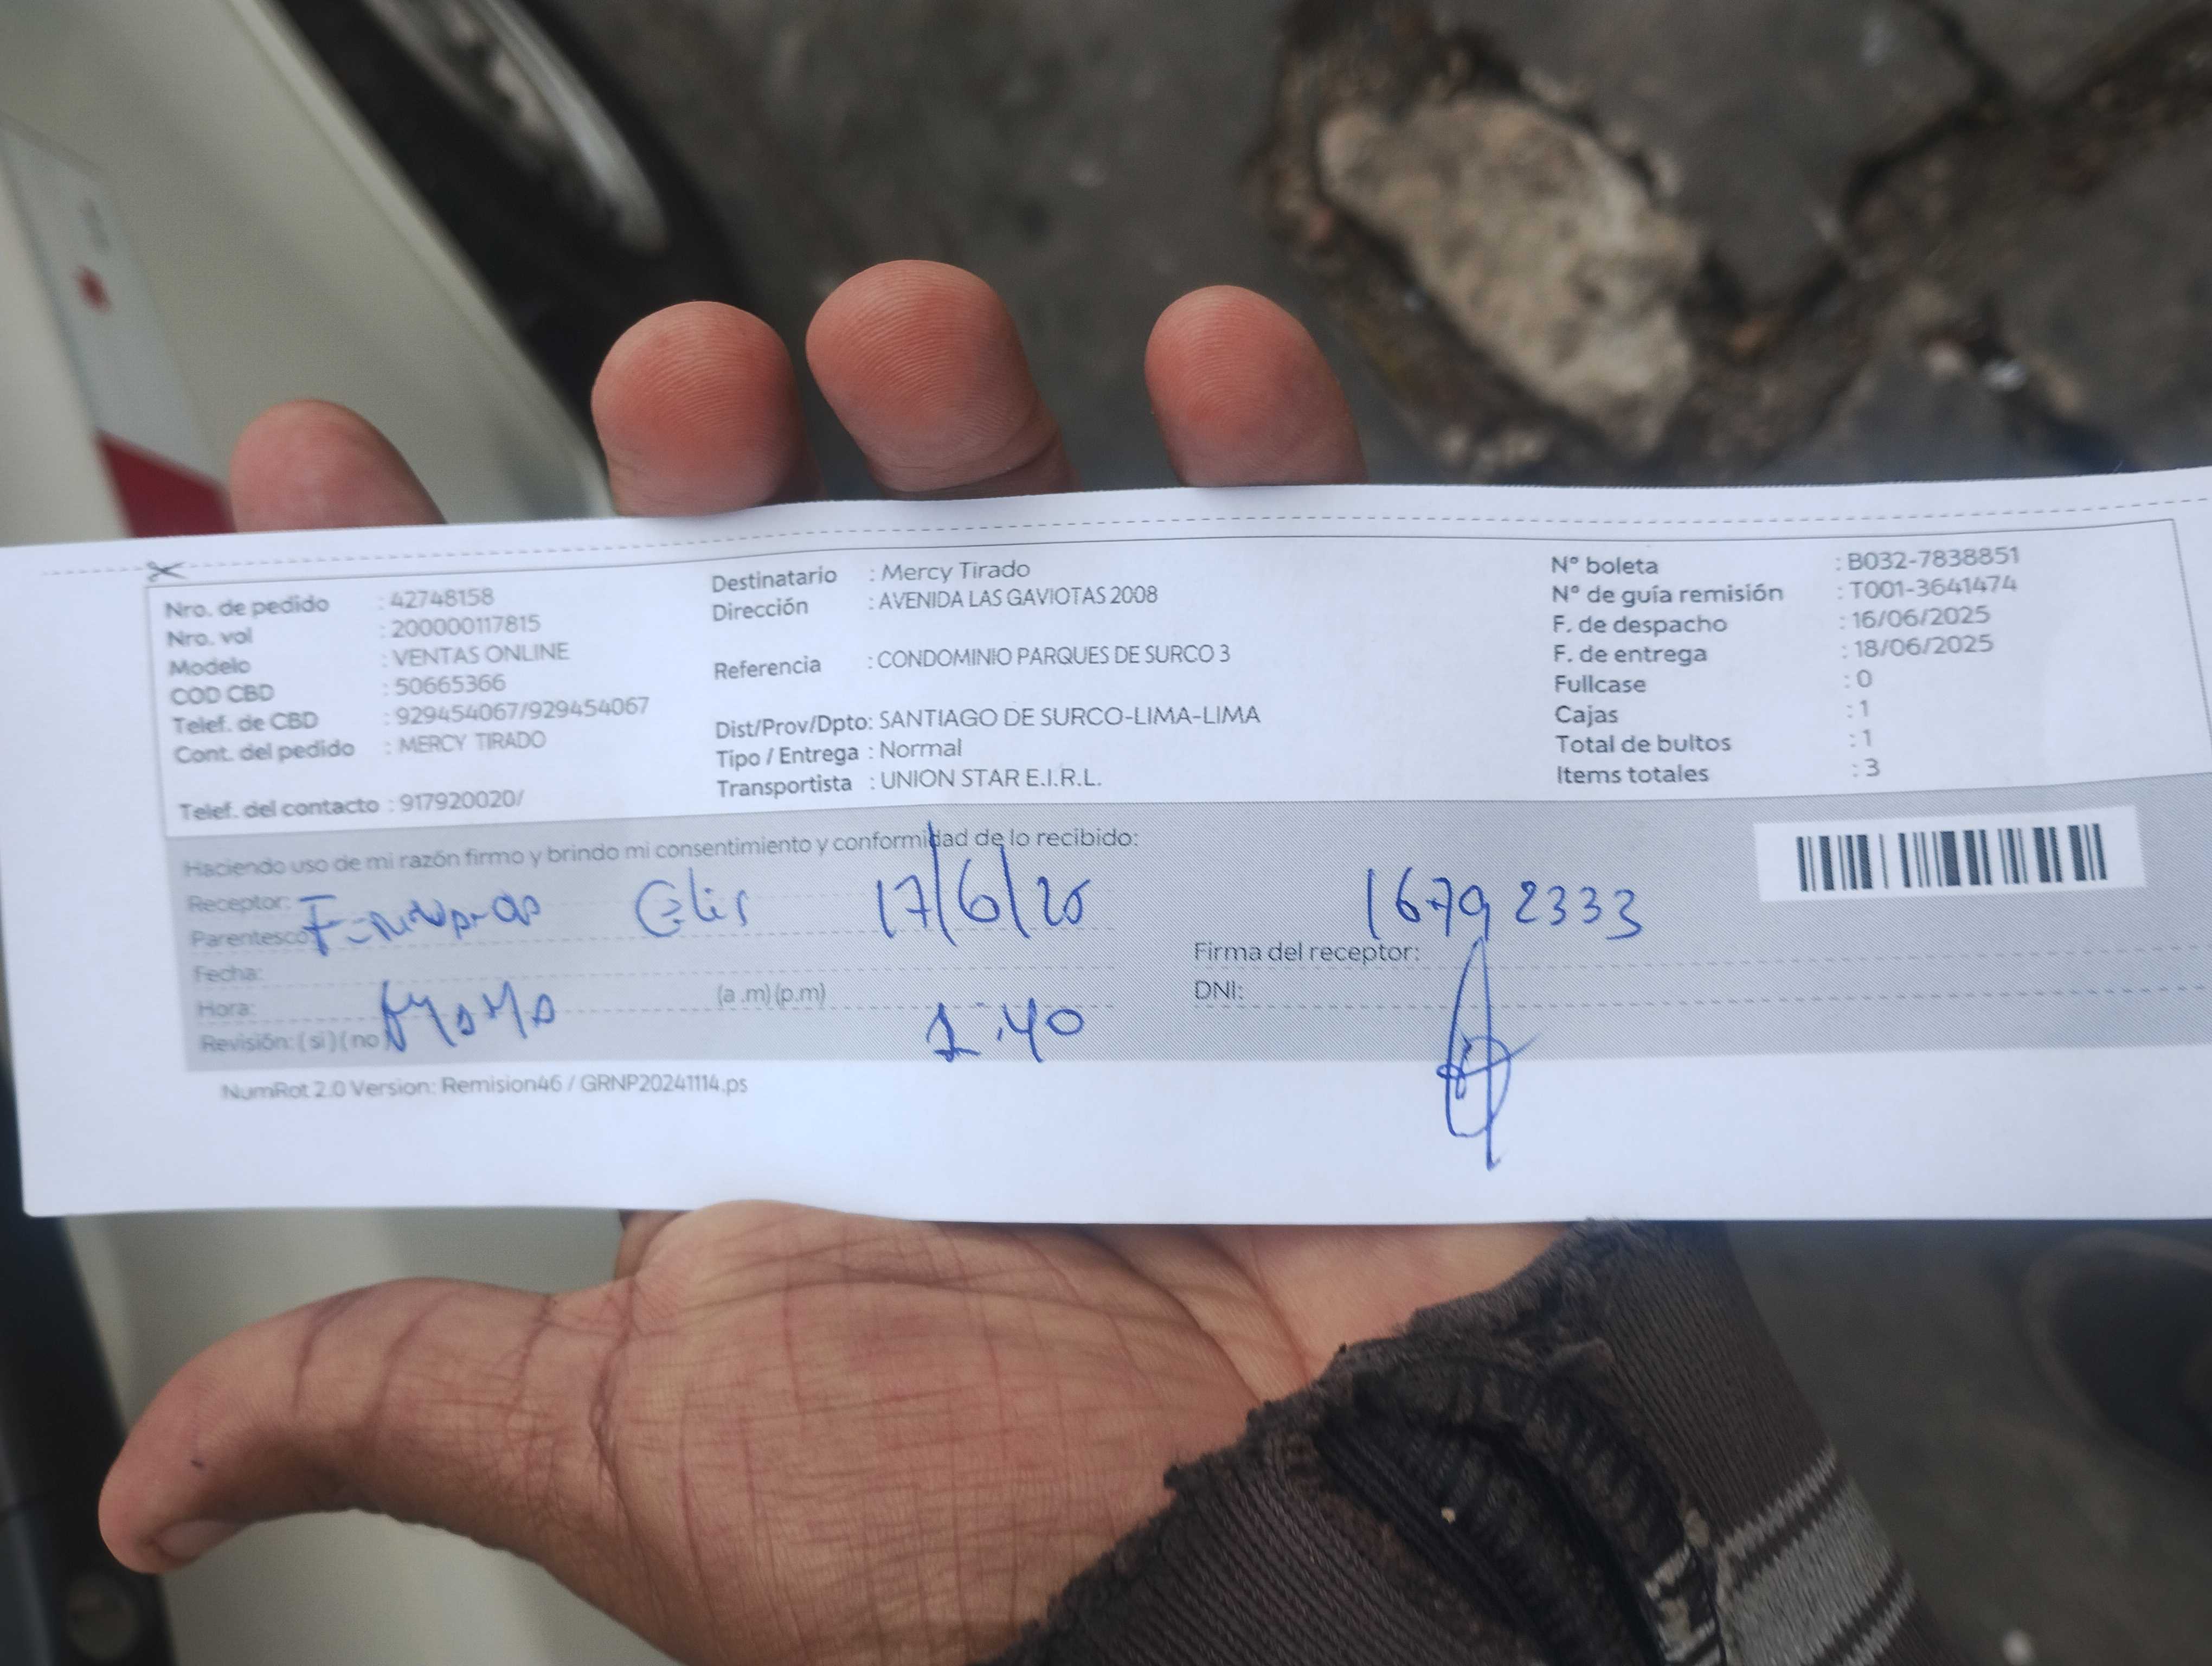 Nro. de pedido : 42748158
Nro. vol : 200000117815
Modelo : VENTAS ONLINE
COD CBD : 50665366
Telef. de CBD : 929454067/929454067
Cont. del pedido : MERCY TIRADO
Telef. del contacto : 917920020/
Destinatario : Mercy Tirado
Dirección : AVENIDA LAS GAVIOTAS 2008
Referencia : CONDOMINIO PARQUES DE SURCO 3
Dist/Prov/Dpto: SANTIAGO DE SURCO-LIMA-LIMA
Tipo / Entrega : Normal
Transportista : UNION STAR E.I.R.L.
N° boleta : B032-7838851
N° de guía remisión : T001-3641474
F. de despacho : 16/06/2025
F. de entrega : 18/06/2025
Fullcase : 0
Cajas : 1
Total de bultos : 1
Items totales : 3
Haciendo uso de mi razón firmo y brindo mi consentimiento y conformidad de lo recibido:
Receptor:
Parentesco
17/6/25
16792333
Fecha:
Hora: (a .m) (p.m)
1:40
Revisión: ( si ) ( no )
Firma del receptor:
DNI:
NumRot 2.0 Version: Remision46 / GRNP20241114.ps